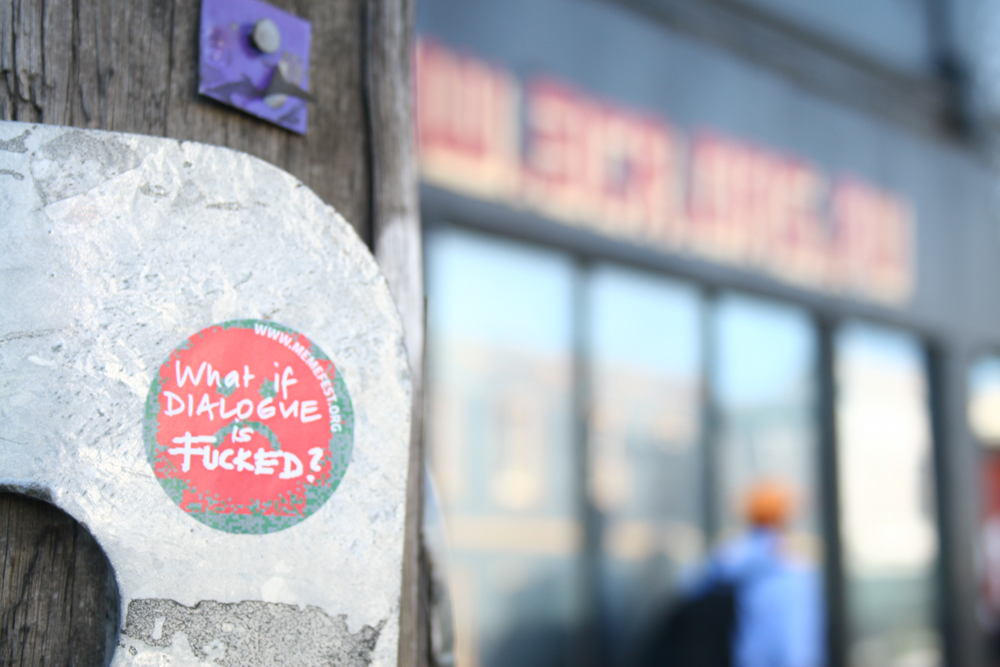 WWW.MEMEFEST.ORG
What if
DIALOGUE
is
FUCKED?